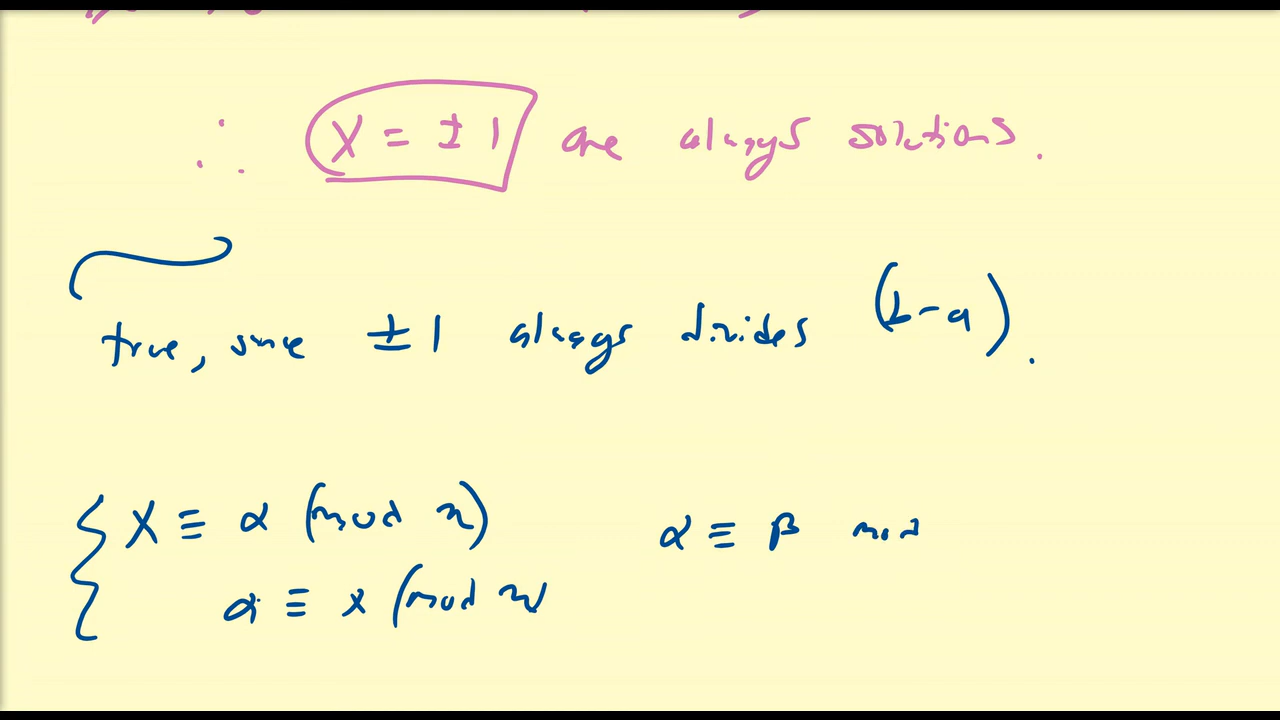 ∴ X = ± 1 are always solutions.
true, since ± 1 always divides (b-a).
X ≡ α (mod n) α ≡ β mod
α ≡ x (mod n